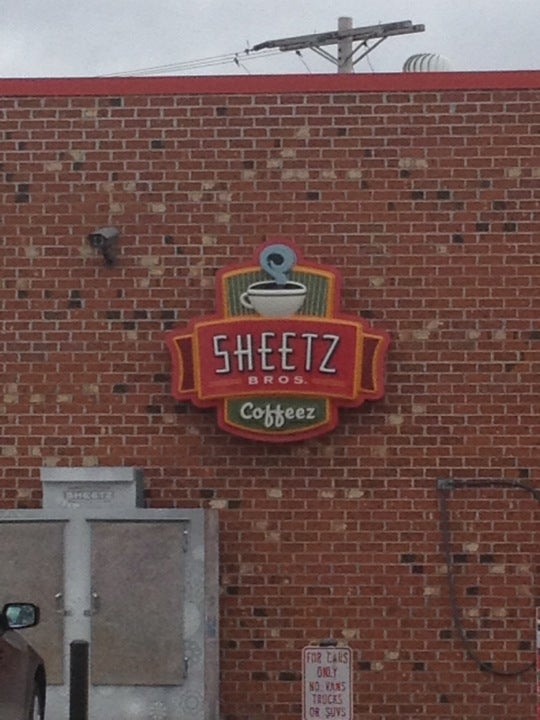 SHEETZ
BROS.
Coffeez
SHEETZ
FOR CARS
ONLY
NO VANS
TRUCKS
OR SUVS